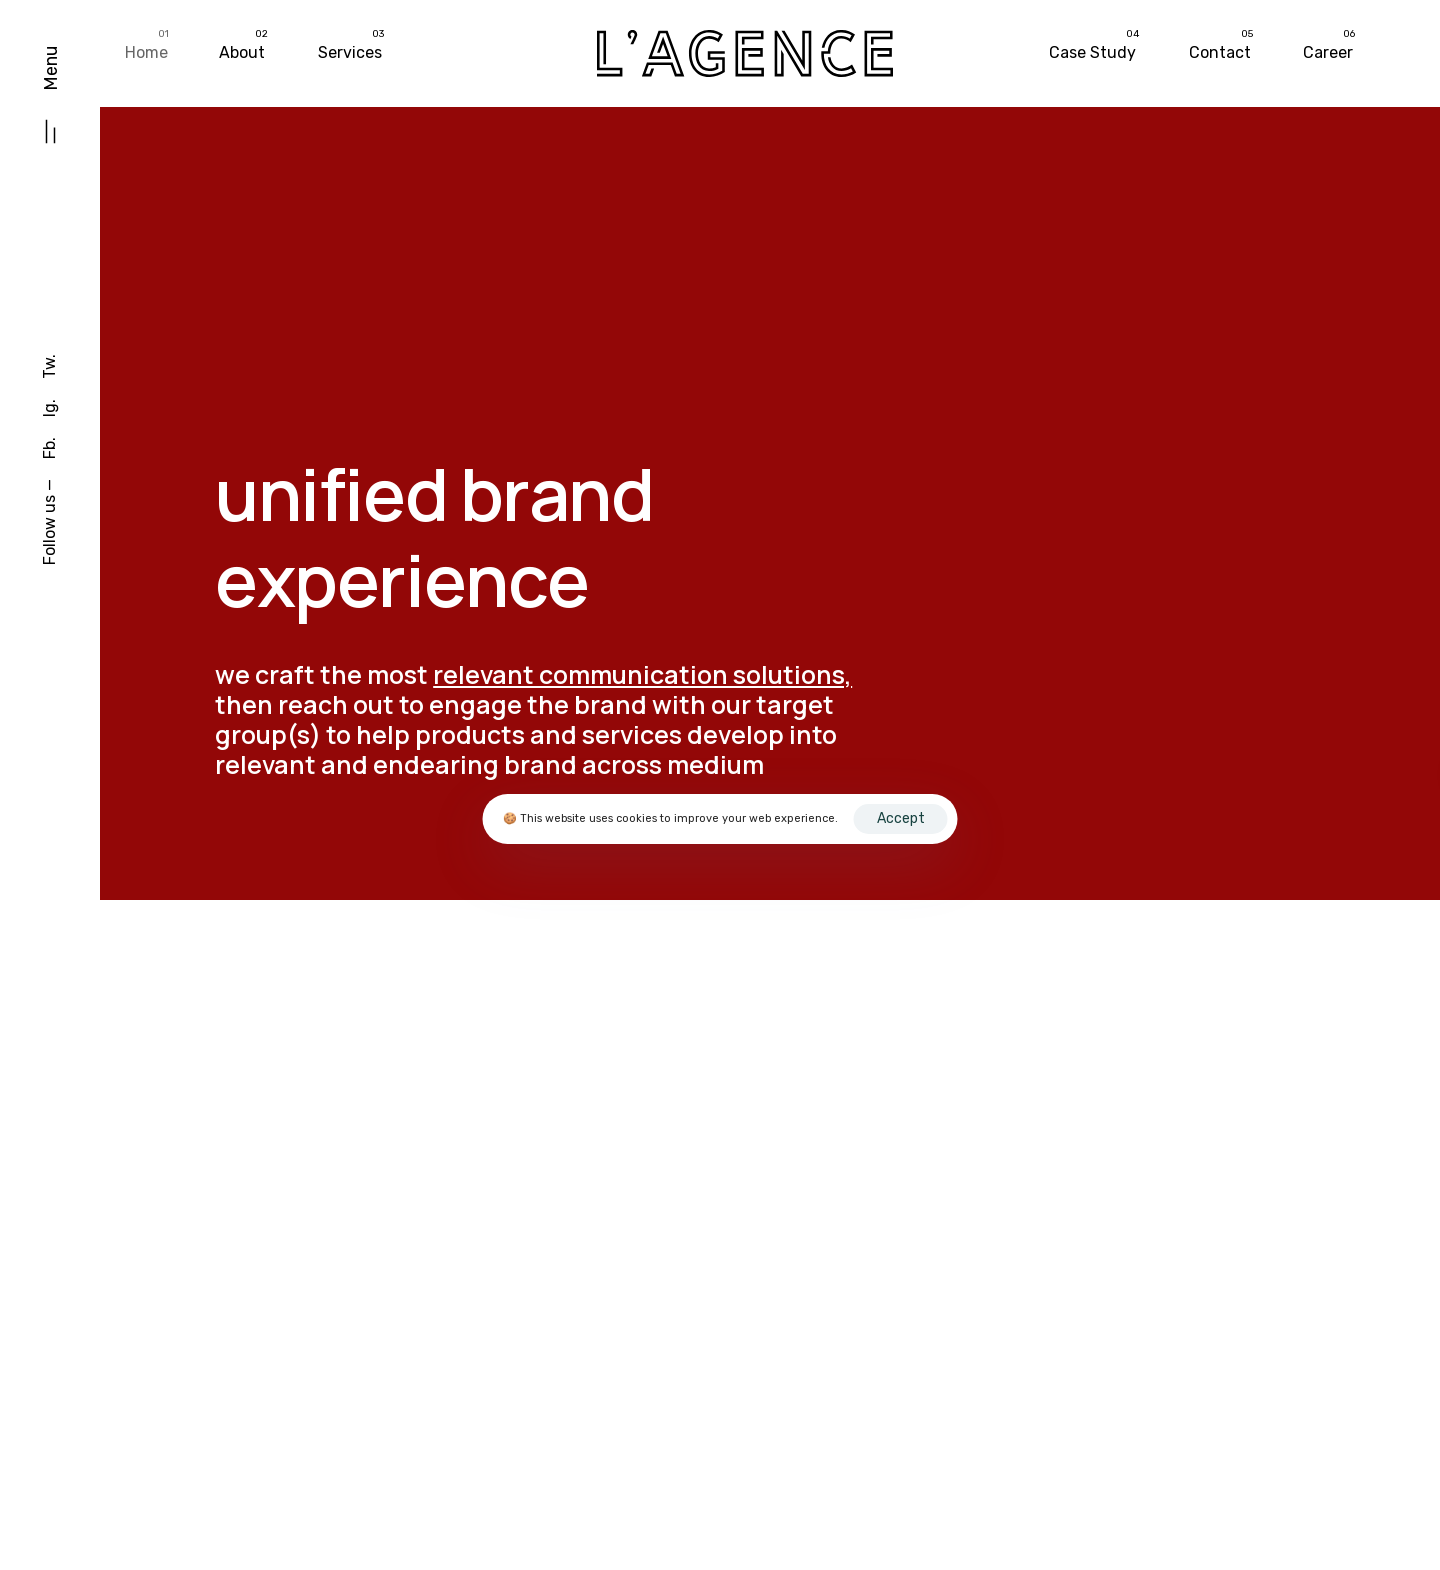 Menu
01
Home
02
About
03
Services
L'AGENCE
04
Case Study
05
Contact
06
Career
Follow us — Fb. Ig. Tw.
unified brand
experience
we craft the most relevant communication solutions,
then reach out to engage the brand with our target
group(s) to help products and services develop into
relevant and endearing brand across medium
🍪 This website uses cookies to improve your web experience.
Accept